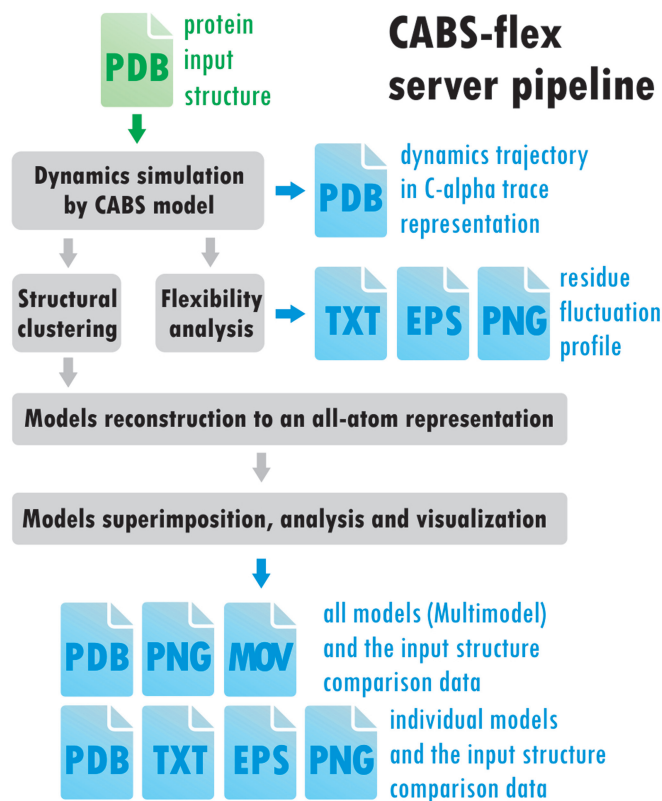 CABS-flex
server pipeline
PDB
protein
input
structure
Dynamics simulation
by CABS model
PDB
dynamics trajectory
in C-alpha trace
representation
Structural
clustering
Flexibility
analysis
TXT
EPS
PNG
residue
fluctuation
profile
Models reconstruction to an all-atom representation
Models superimposition, analysis and visualization
PDB
PNG
MOV
all models (Multimodel)
and the input structure
comparison data
PDB
TXT
EPS
PNG
individual models
and the input structure
comparison data